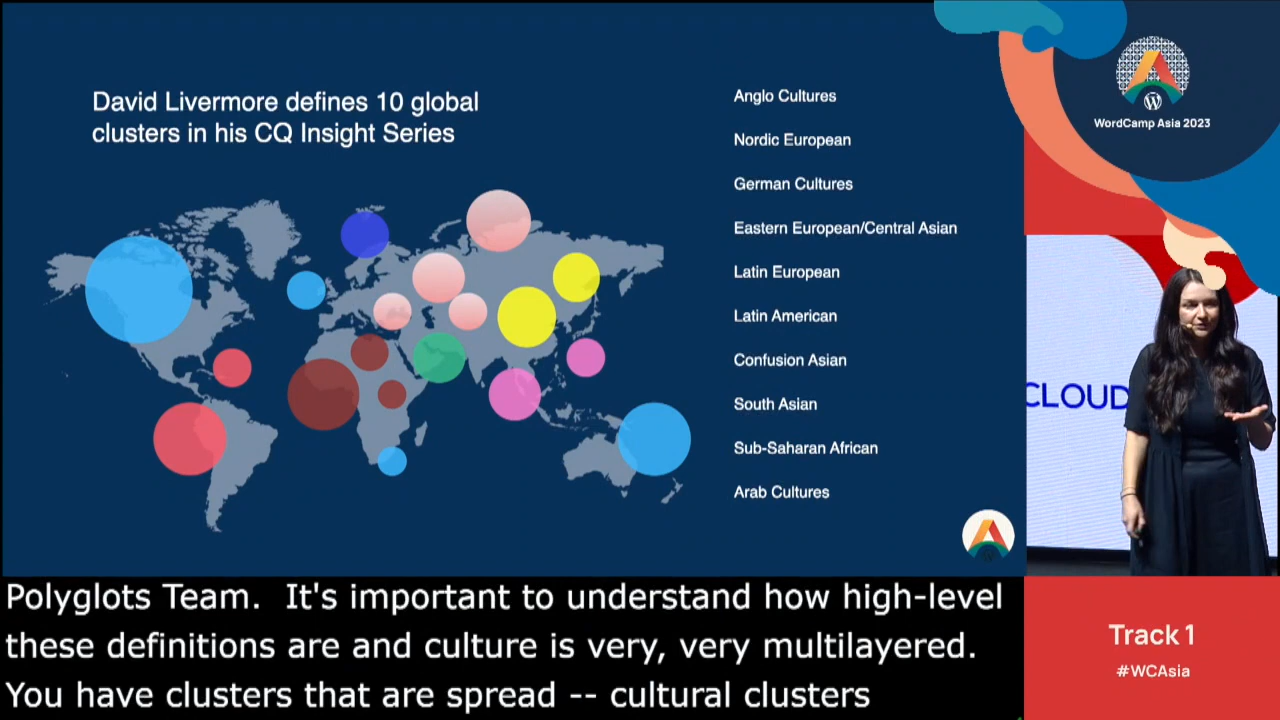 David Livermore defines 10 global
clusters in his CQ Insight Series
Anglo Cultures
Nordic European
German Cultures
Eastern European/Central Asian
Latin European
Latin American
Confusion Asian
South Asian
Sub-Saharan African
Arab Cultures
WordCamp Asia 2023
CLOUD
Polyglots Team.  It's important to understand how high-level
these definitions are and culture is very, very multilayered.
You have clusters that are spread -- cultural clusters
Track 1
#WCAsia